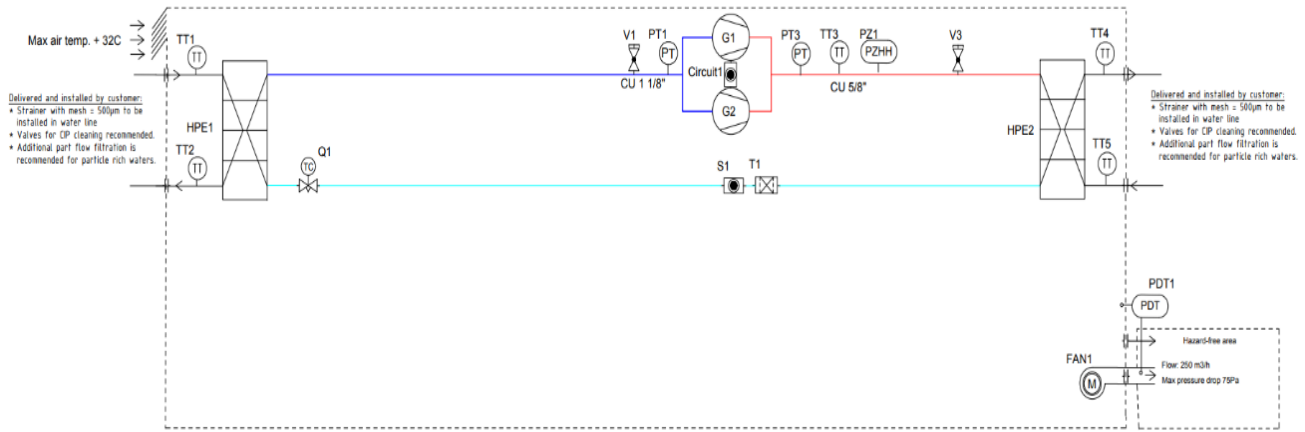 Max air temp. + 32C
TT1
TT
V1
PT1
PT
G1
Circuit1
G2
PT3
PT
TT3
TT
PZ1
PZHH
V3
TT4
TT
CU 1 1/8"
CU 5/8"
Delivered and installed by customer:
* Strainer with mesh = 500µm to be
installed in water line
* Valves for CIP cleaning recommended.
* Additional part flow filtration is
recommended for particle rich waters.
HPE1
HPE2
Delivered and installed by customer:
* Strainer with mesh = 500µm to be
installed in water line
* Valves for CIP cleaning recommended.
* Additional part flow filtration is
recommended for particle rich waters.
TT2
TT
Q1
TC
S1
T1
TT5
TT
PDT1
PDT
Hazard-free area
FAN1
M
Flow: 250 m3/h
Max pressure drop 75Pa